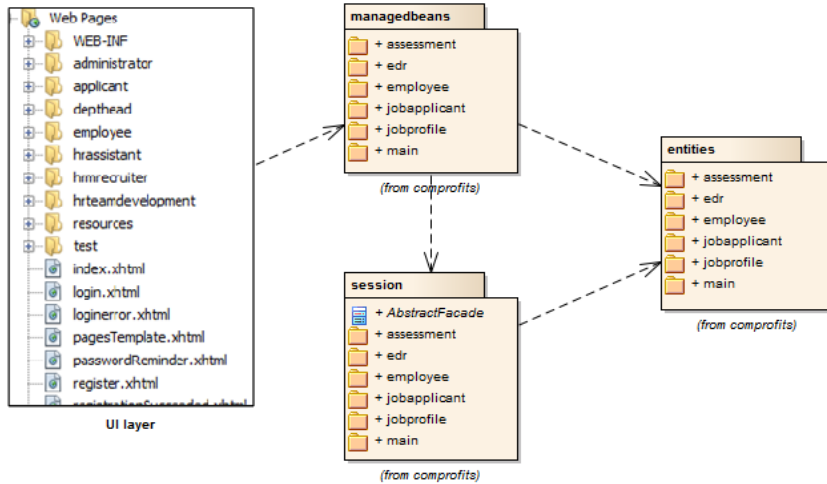 Web Pages
WEB-INF
administrator
applicant
depthead
employee
hrassistant
hrmrecruiter
hrteamdevelopment
resources
test
index.xhtml
login.xhtml
loginerror.xhtml
pagesTemplate.xhtml
passwordReminder.xhtml
register.xhtml
registrationSucceeded.xhtml
UI layer
managedbeans
+ assessment
+ edr
+ employee
+ jobapplicant
+ jobprofile
+ main
(from comprofits)
session
+ AbstractFacade
+ assessment
+ edr
+ employee
+ jobapplicant
+ jobprofile
+ main
(from comprofits)
entities
+ assessment
+ edr
+ employee
+ jobapplicant
+ jobprofile
+ main
(from comprofits)